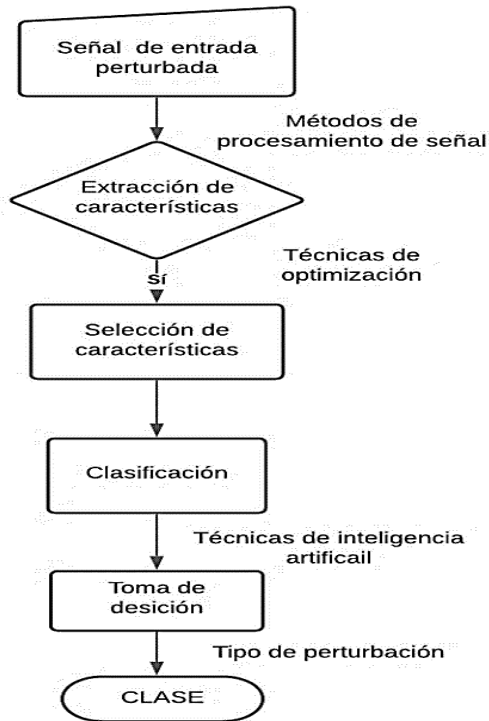 Señal de entrada
perturbada
Métodos de
procesamiento de señal
Extracción de
características
Técnicas de
optimización
Sí
Selección de
características
Clasificación
Técnicas de inteligencia
artificail
Toma de
desición
Tipo de perturbación
CLASE